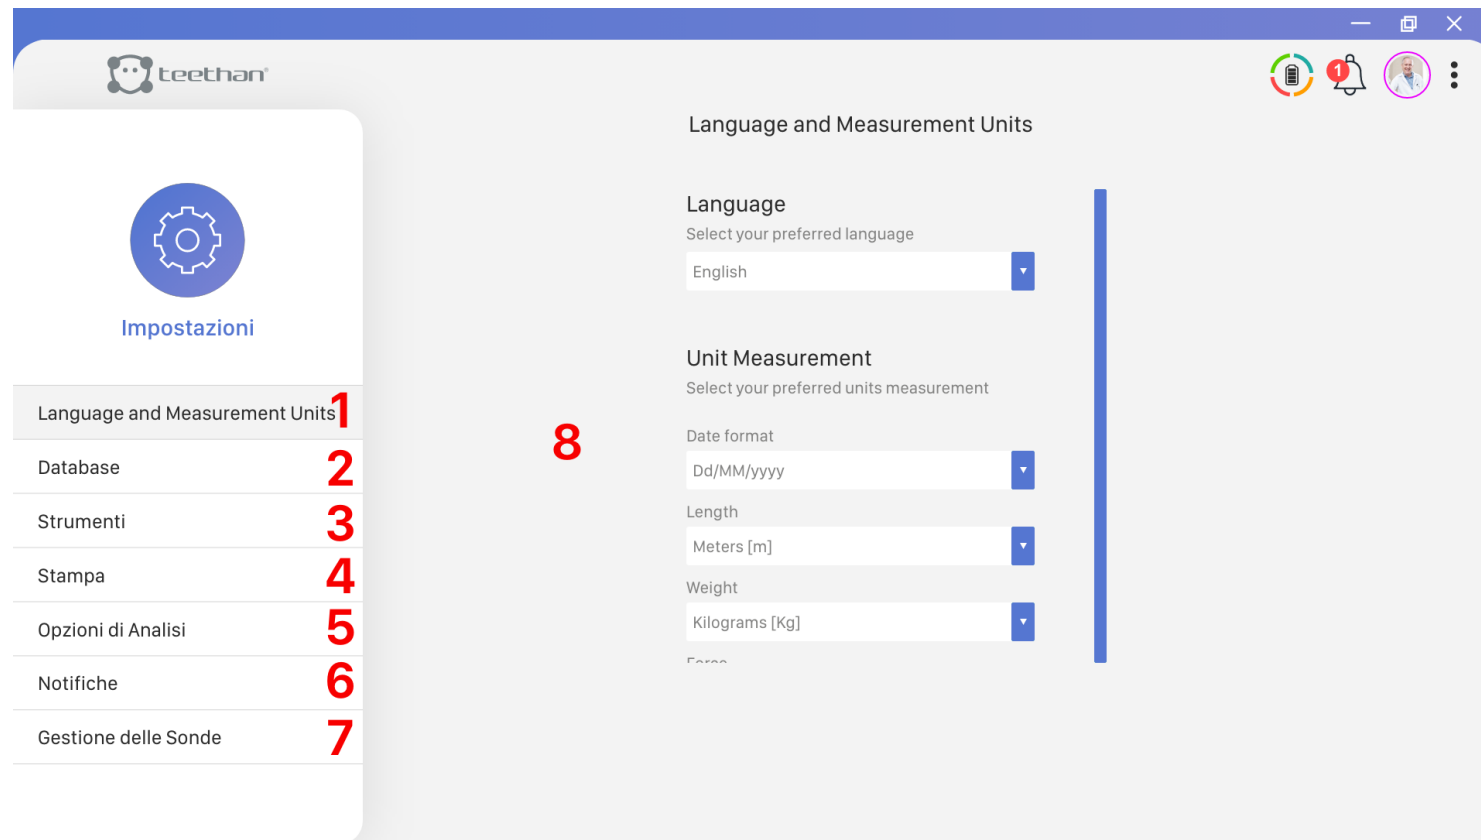 teethan®
1
Language and Measurement Units
Impostazioni
Language and Measurement Units 1
Database 2
Strumenti 3
Stampa 4
Opzioni di Analisi 5
Notifiche 6
Gestione delle Sonde 7
8
Language
Select your preferred language
English
Unit Measurement
Select your preferred units measurement
Date format
Dd/MM/yyyy
Length
Meters [m]
Weight
Kilograms [Kg]